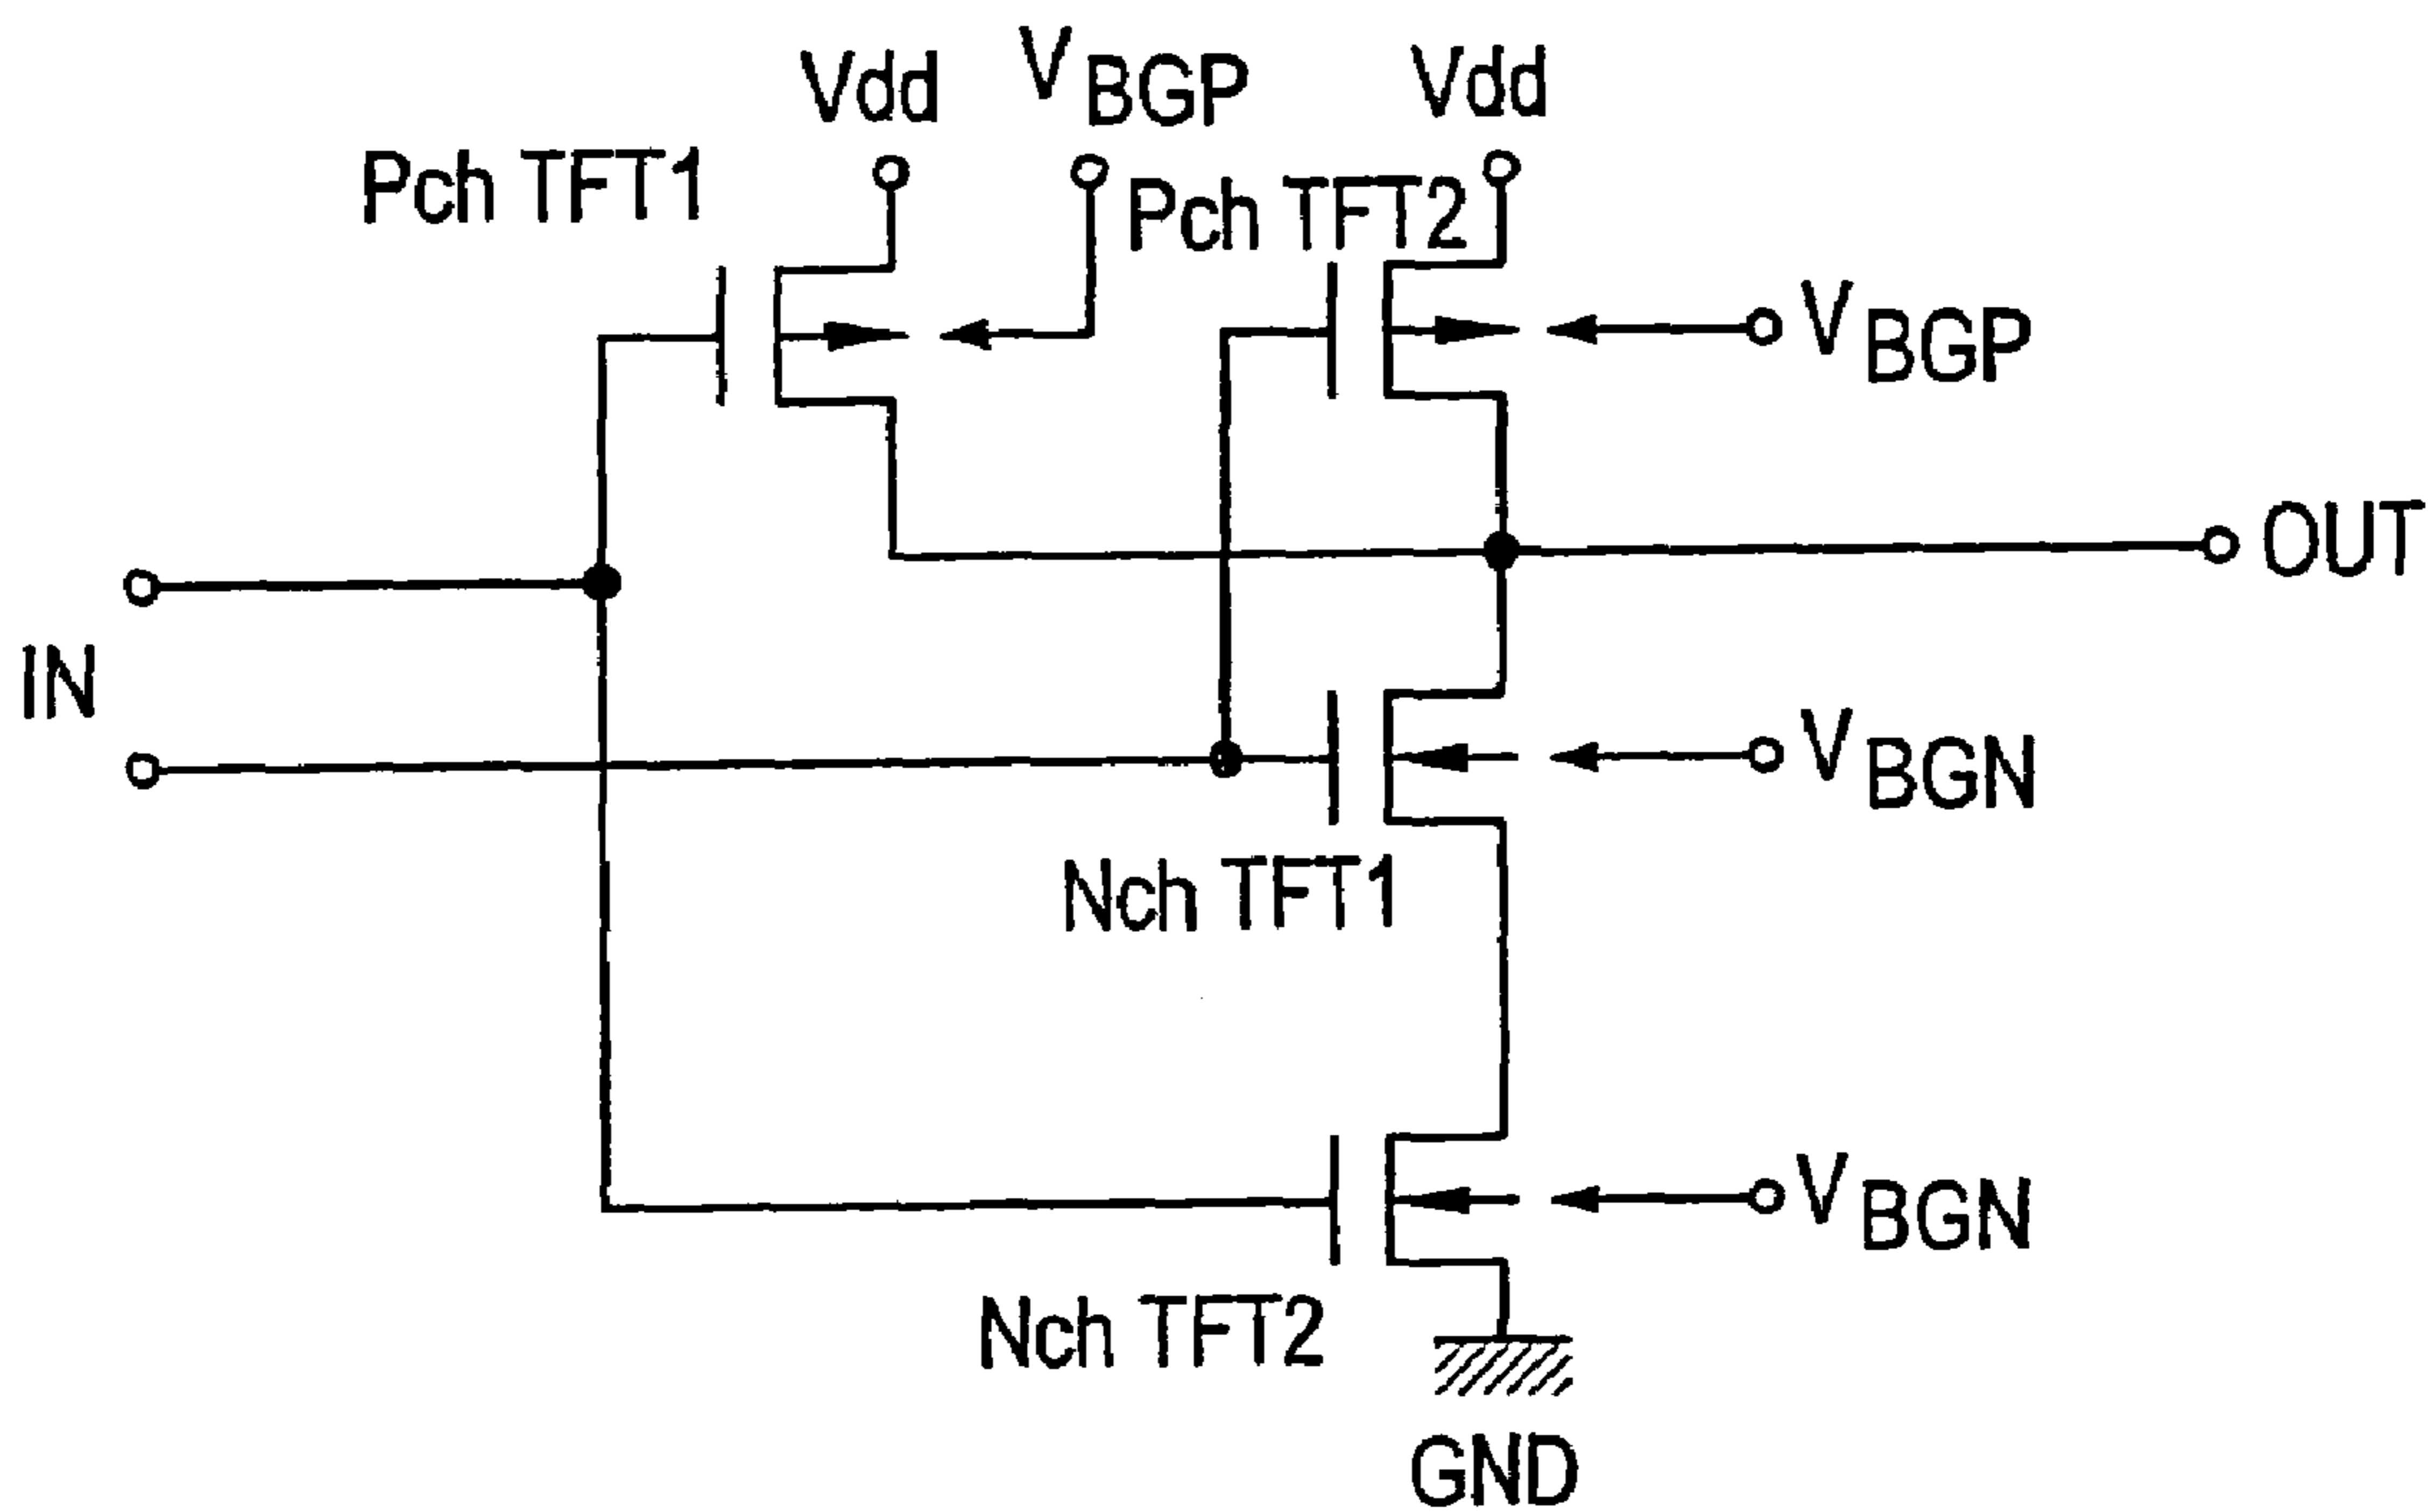 Vdd
VBGP
Vdd
Pch TFT1
Pch TFT2
VBGP
OUT
IN
VBGN
Nch TFT1
VBGN
Nch TFT2
GND